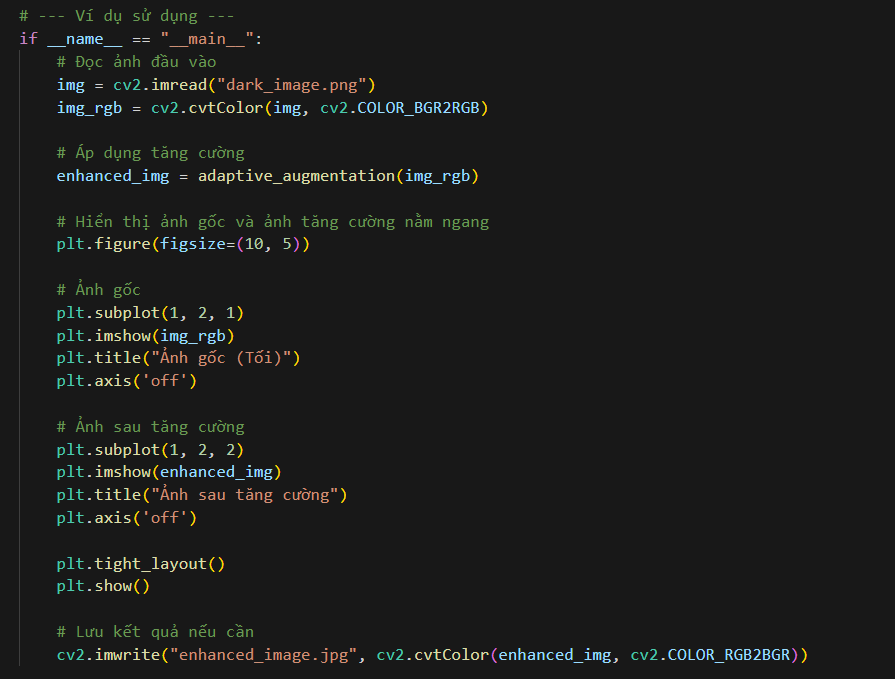 # --- Ví dụ sử dụng ---
if __name__ == "__main__":
    # Đọc ảnh đầu vào
    img = cv2.imread("dark_image.png")
    img_rgb = cv2.cvtColor(img, cv2.COLOR_BGR2RGB)

    # Áp dụng tăng cường
    enhanced_img = adaptive_augmentation(img_rgb)

    # Hiển thị ảnh gốc và ảnh tăng cường nằm ngang
    plt.figure(figsize=(10, 5))

    # Ảnh gốc
    plt.subplot(1, 2, 1)
    plt.imshow(img_rgb)
    plt.title("Ảnh gốc (Tối)")
    plt.axis('off')

    # Ảnh sau tăng cường
    plt.subplot(1, 2, 2)
    plt.imshow(enhanced_img)
    plt.title("Ảnh sau tăng cường")
    plt.axis('off')

    plt.tight_layout()
    plt.show()

    # Lưu kết quả nếu cần
    cv2.imwrite("enhanced_image.jpg", cv2.cvtColor(enhanced_img, cv2.COLOR_RGB2BGR))